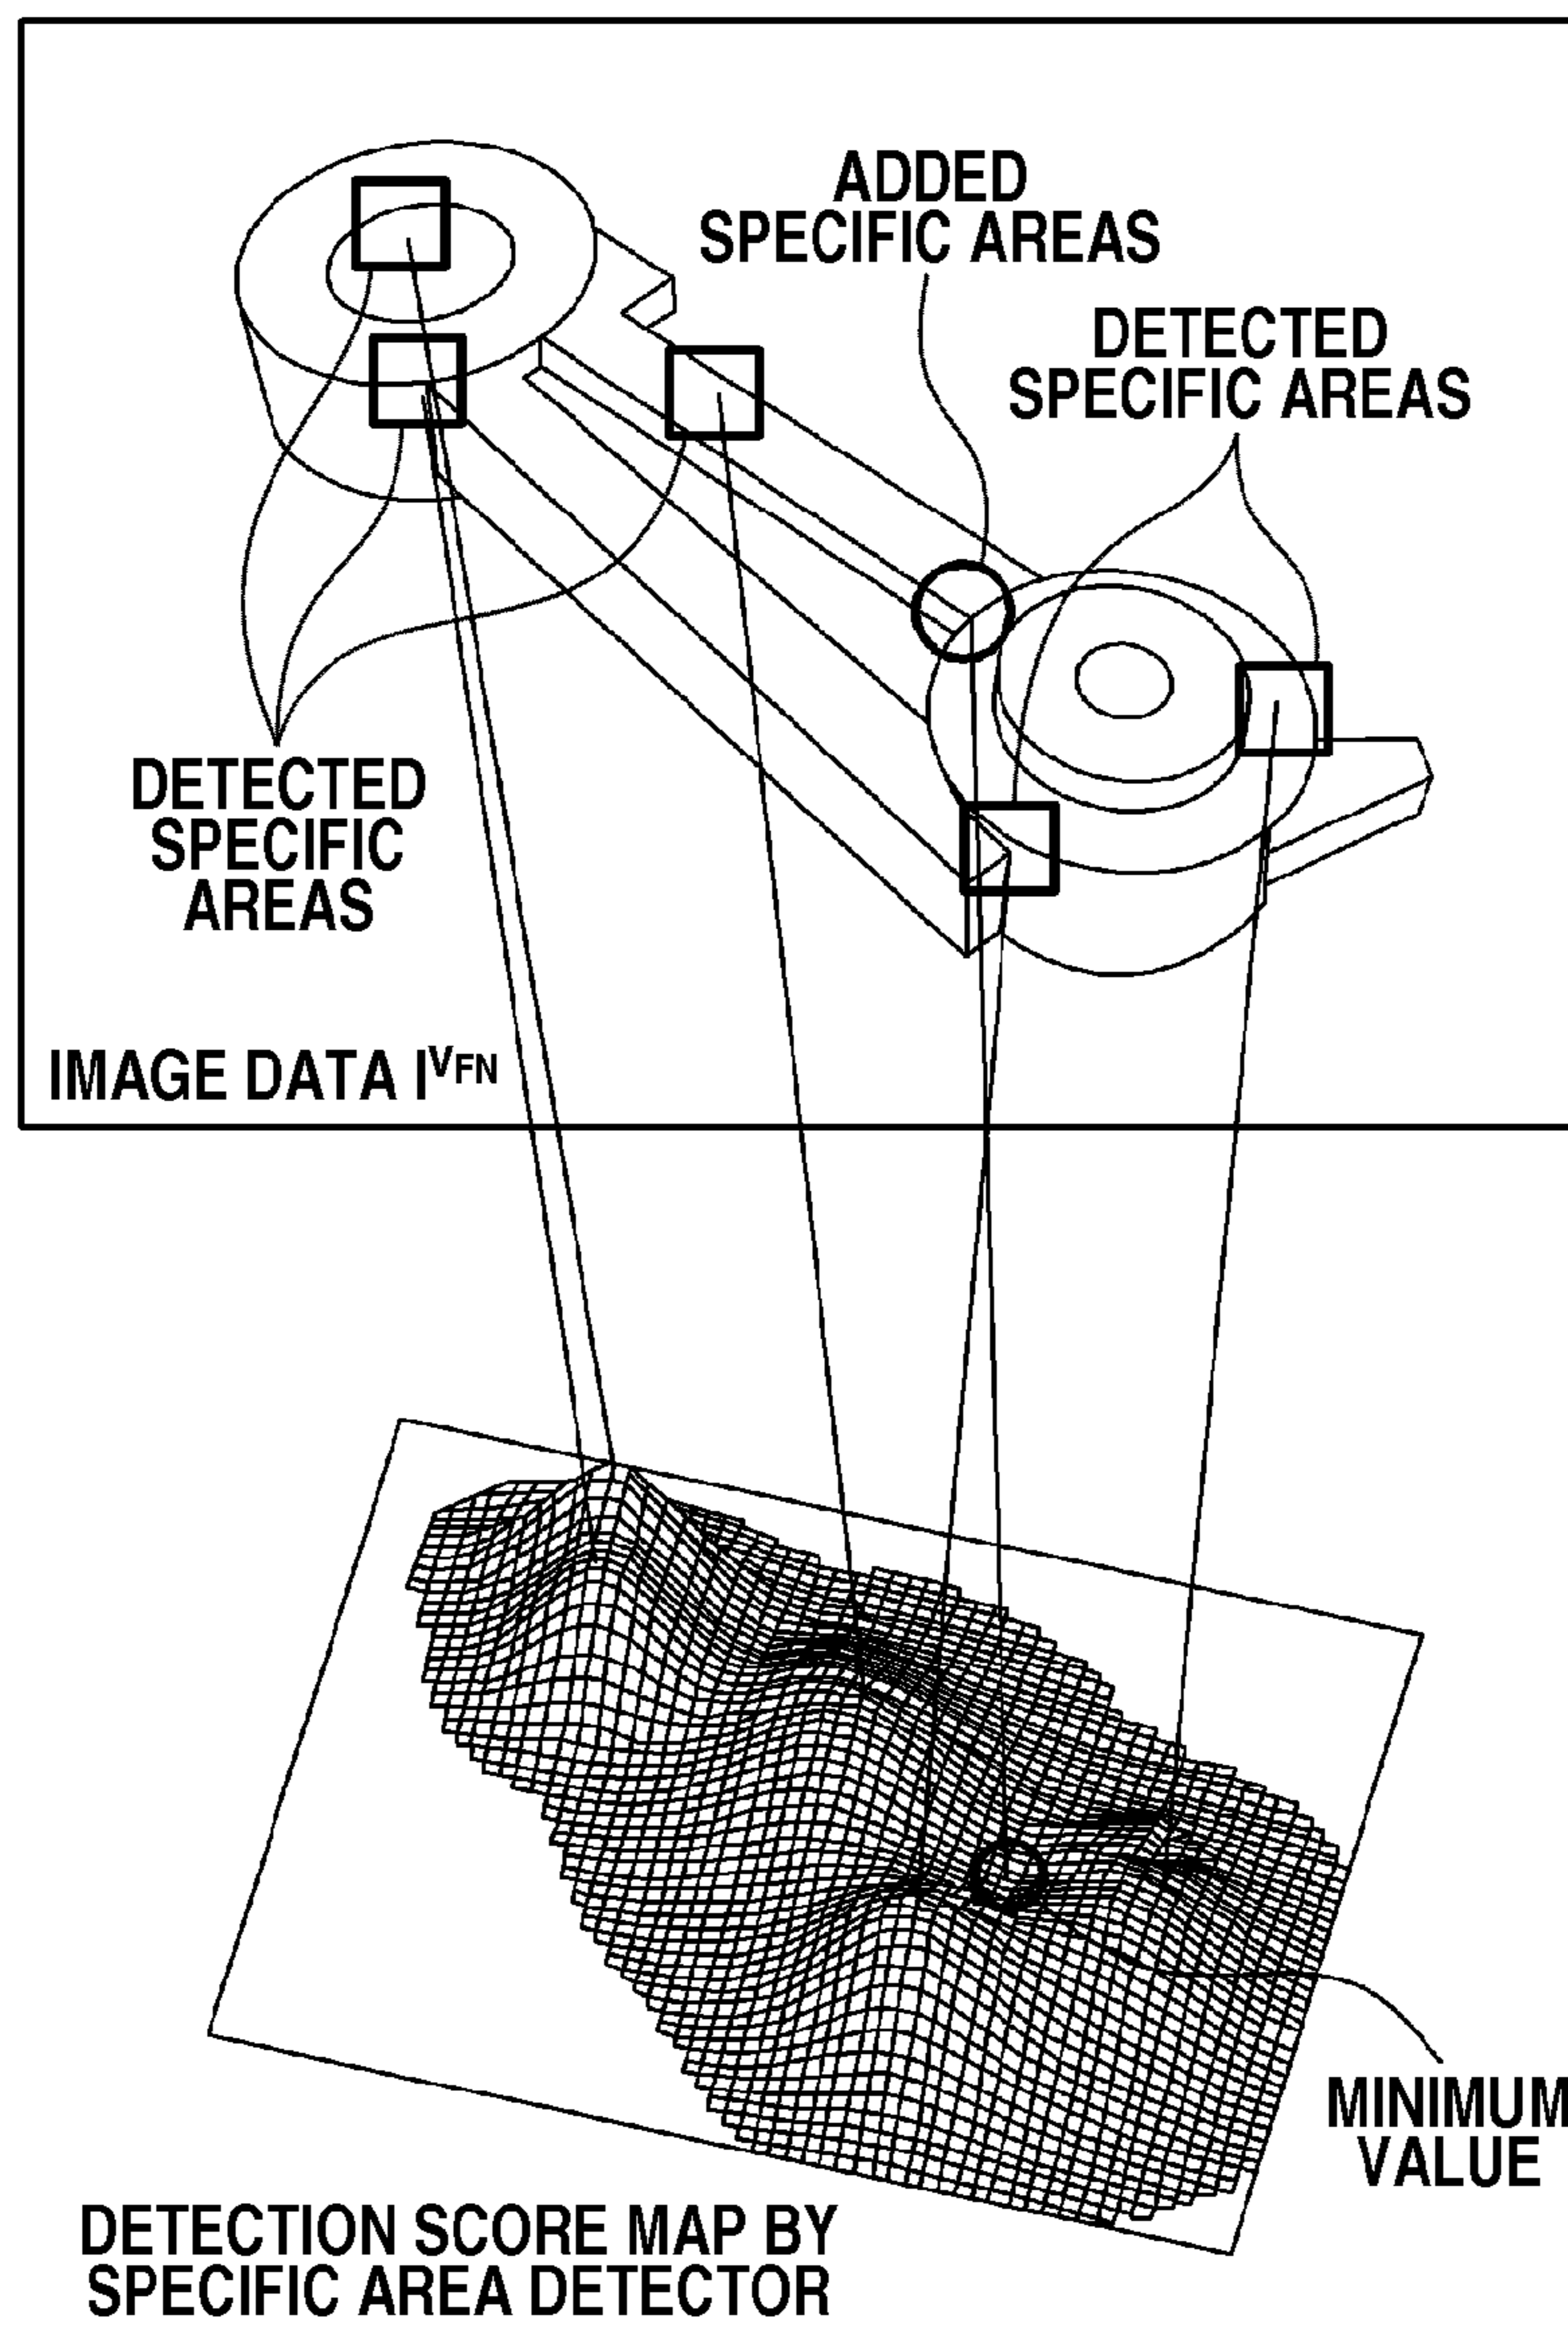 ADDED
SPECIFIC AREAS
DETECTED
SPECIFIC AREAS
DETECTED
SPECIFIC
AREAS
IMAGE DATA I^VFN
MINIMUM
VALUE
DETECTION SCORE MAP BY
SPECIFIC AREA DETECTOR